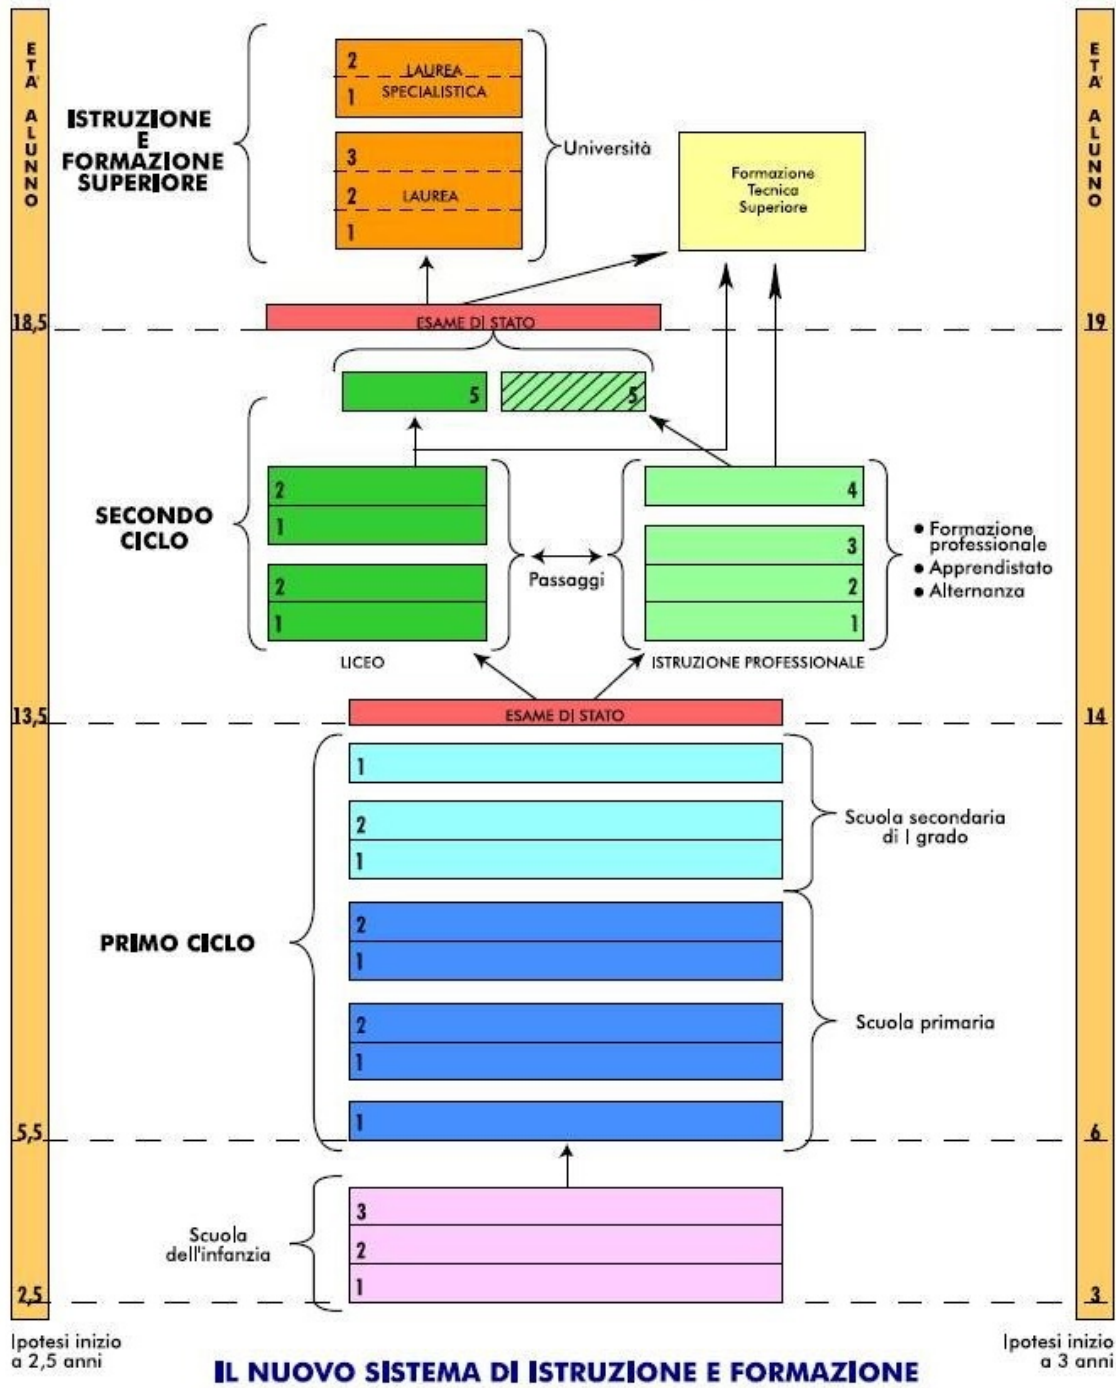 ETÀ ALUNNO
ETÀ ALUNNO
2
LAUREA
SPECIALISTICA
1
ISTRUZIONE
E
FORMAZIONE
SUPERIORE
3
2
LAUREA
1
Università
Formazione
Tecnica
Superiore
18,5
ESAME DI STATO
19
5
5
SECONDO
CICLO
2
1
2
1
LICEO
Passaggi
4
3
2
1
ISTRUZIONE PROFESSIONALE
• Formazione
professionale
• Apprendistato
• Alternanza
13,5
ESAME DI STATO
14
PRIMO CICLO
1
2
1
Scuola secondaria
di I grado
2
1
2
1
1
Scuola primaria
5,5
6
Scuola
dell'infanzia
3
2
1
2,5
3
Ipotesi inizio
a 2,5 anni
Ipotesi inizio
a 3 anni
IL NUOVO SISTEMA DI ISTRUZIONE E FORMAZIONE